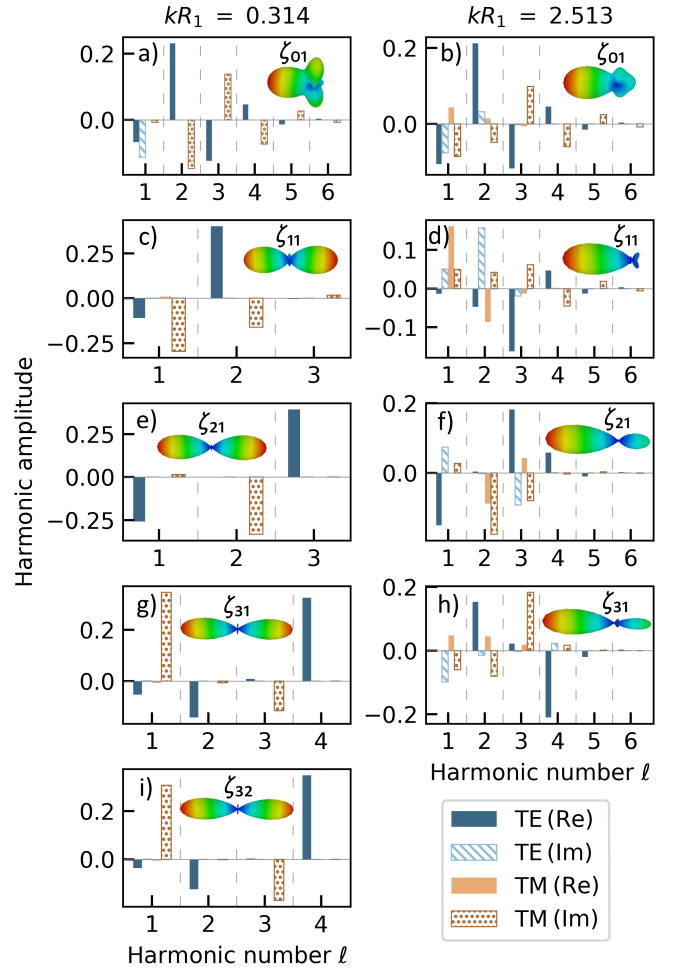 kR₁ = 0.314
kR₁ = 2.513
Harmonic amplitude
a) ζ₀₁
0.2
0.0
1 2 3 4 5 6
b) ζ₀₁
0.2
0.0
1 2 3 4 5 6
c) ζ₁₁
0.25
0.00
−0.25
1 2 3
d) ζ₁₁
0.1
0.0
−0.1
1 2 3 4 5 6
e) ζ₂₁
0.25
0.00
−0.25
1 2 3
f) ζ₂₁
0.2
0.0
1 2 3 4 5 6
g) ζ₃₁
0.2
0.0
1 2 3 4
h) ζ₃₁
0.2
0.0
−0.2
1 2 3 4 5 6
Harmonic number ℓ
i) ζ₃₂
0.2
0.0
1 2 3 4
Harmonic number ℓ
TE (Re)
TE (Im)
TM (Re)
TM (Im)